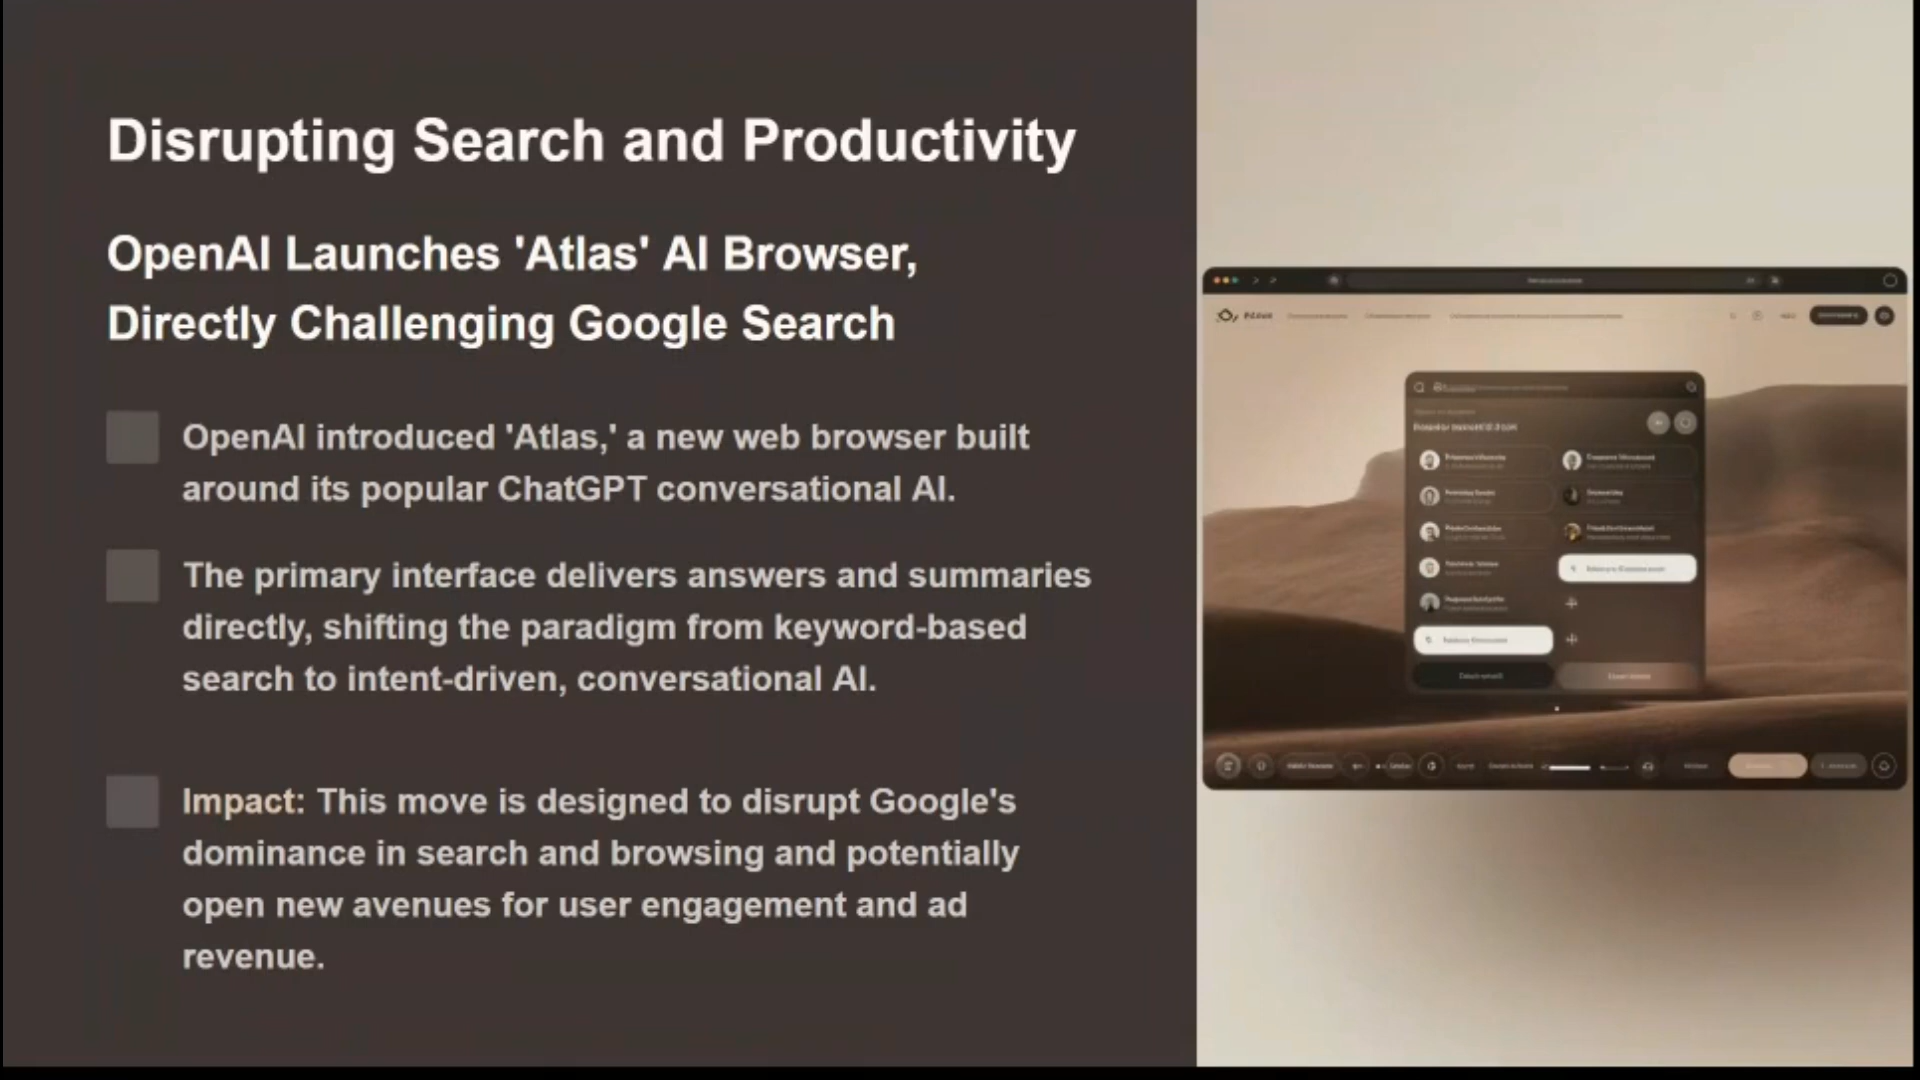 Disrupting Search and Productivity
OpenAI Launches 'Atlas' AI Browser,
Directly Challenging Google Search
OpenAI introduced 'Atlas,' a new web browser built
around its popular ChatGPT conversational AI.
The primary interface delivers answers and summaries
directly, shifting the paradigm from keyword-based
search to intent-driven, conversational AI.
Impact: This move is designed to disrupt Google's
dominance in search and browsing and potentially
open new avenues for user engagement and ad
revenue.